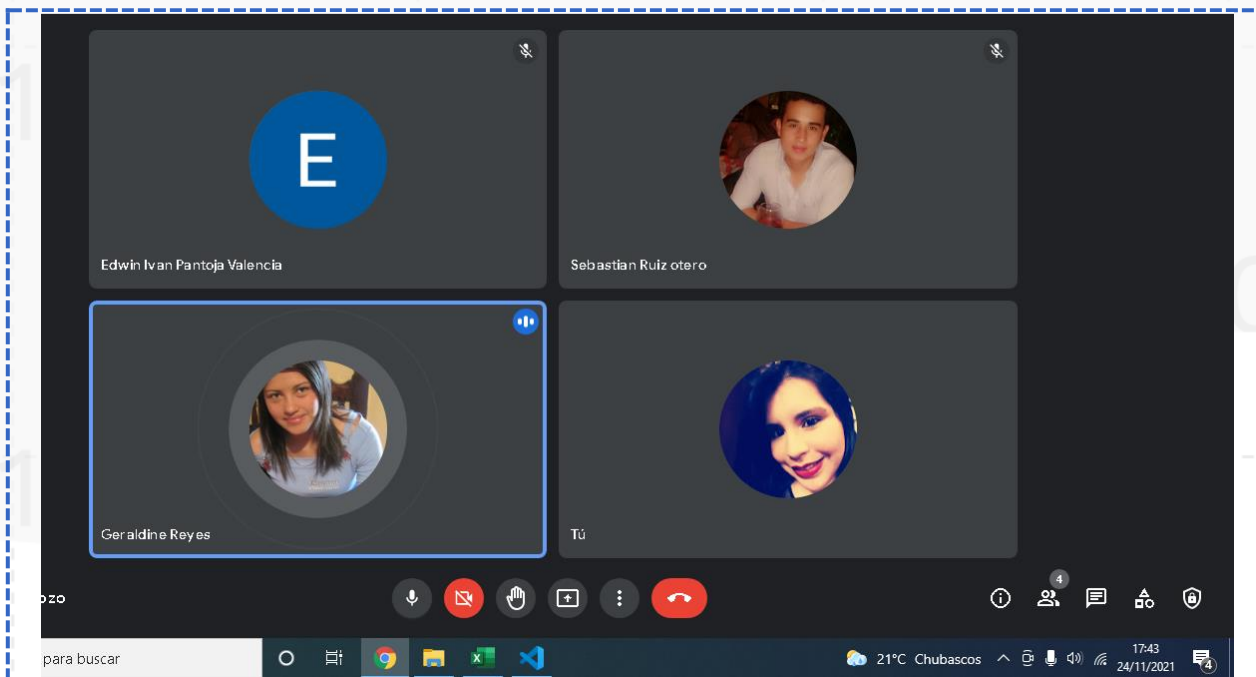 E
Edwin Ivan Pantoja Valencia
Sebastian Ruiz otero
Geraldine Reyes
Tú
ozo
4
para buscar
21°C Chubascos
17:43
24/11/2021
4